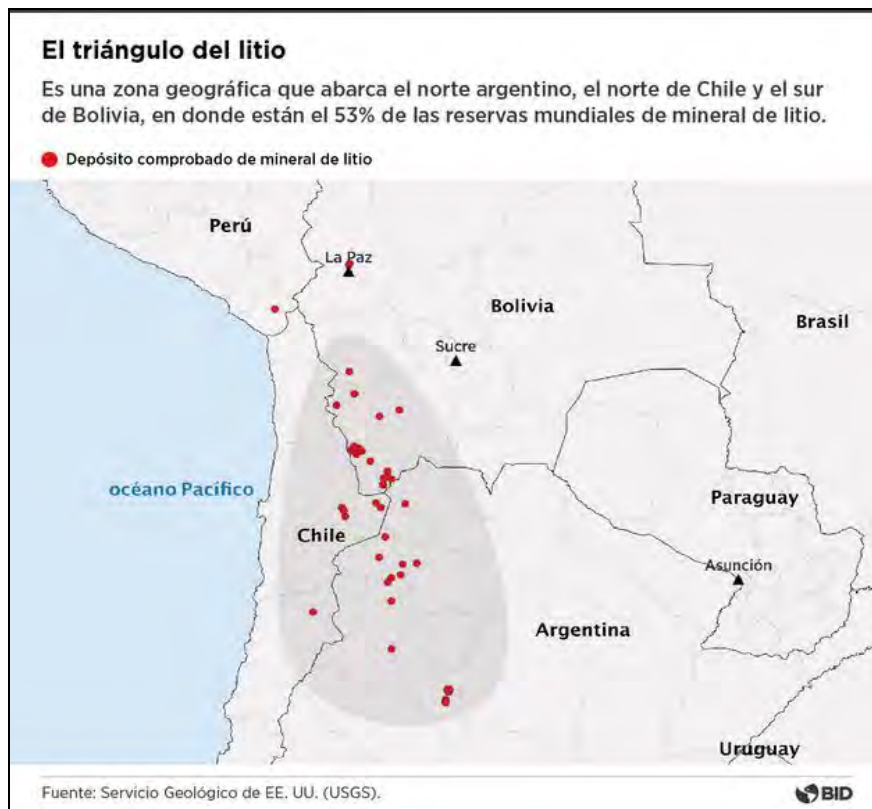 El triángulo del litio
Es una zona geográfica que abarca el norte argentino, el norte de Chile y el sur
de Bolivia, en donde están el 53% de las reservas mundiales de mineral de litio.
Depósito comprobado de mineral de litio
Perú
La Paz
Bolivia
Brasil
Sucre
océano Pacífico
Paraguay
Chile
Asunción
Argentina
Uruguay
Fuente: Servicio Geológico de EE. UU. (USGS).
BID